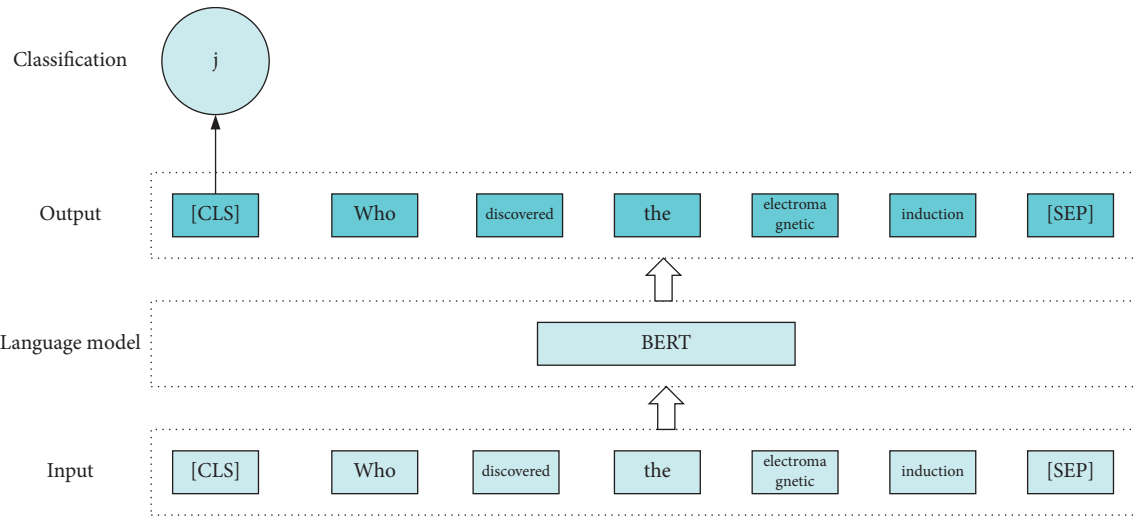 Classification
j
Output
[CLS]
Who
discovered
the
electroma
gnetic
induction
[SEP]
Language model
BERT
Input
[CLS]
Who
discovered
the
electroma
gnetic
induction
[SEP]